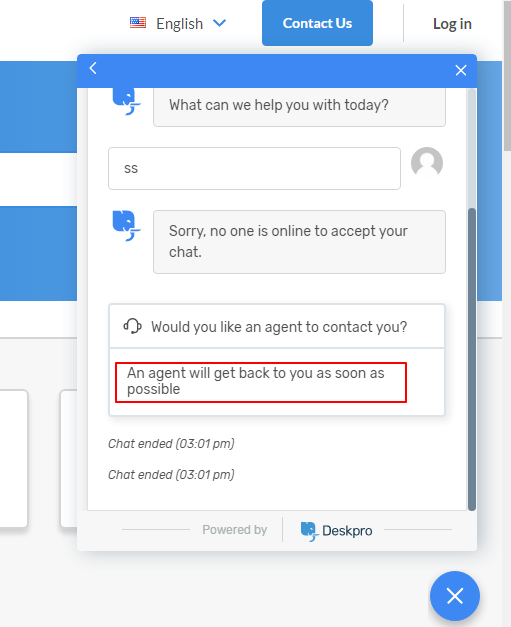 English
Contact Us
Log in
What can we help you with today?
ss
Sorry, no one is online to accept your
chat.
Would you like an agent to contact you?
An agent will get back to you as soon as
possible
Chat ended (03:01 pm)
Chat ended (03:01 pm)
Powered by
Deskpro